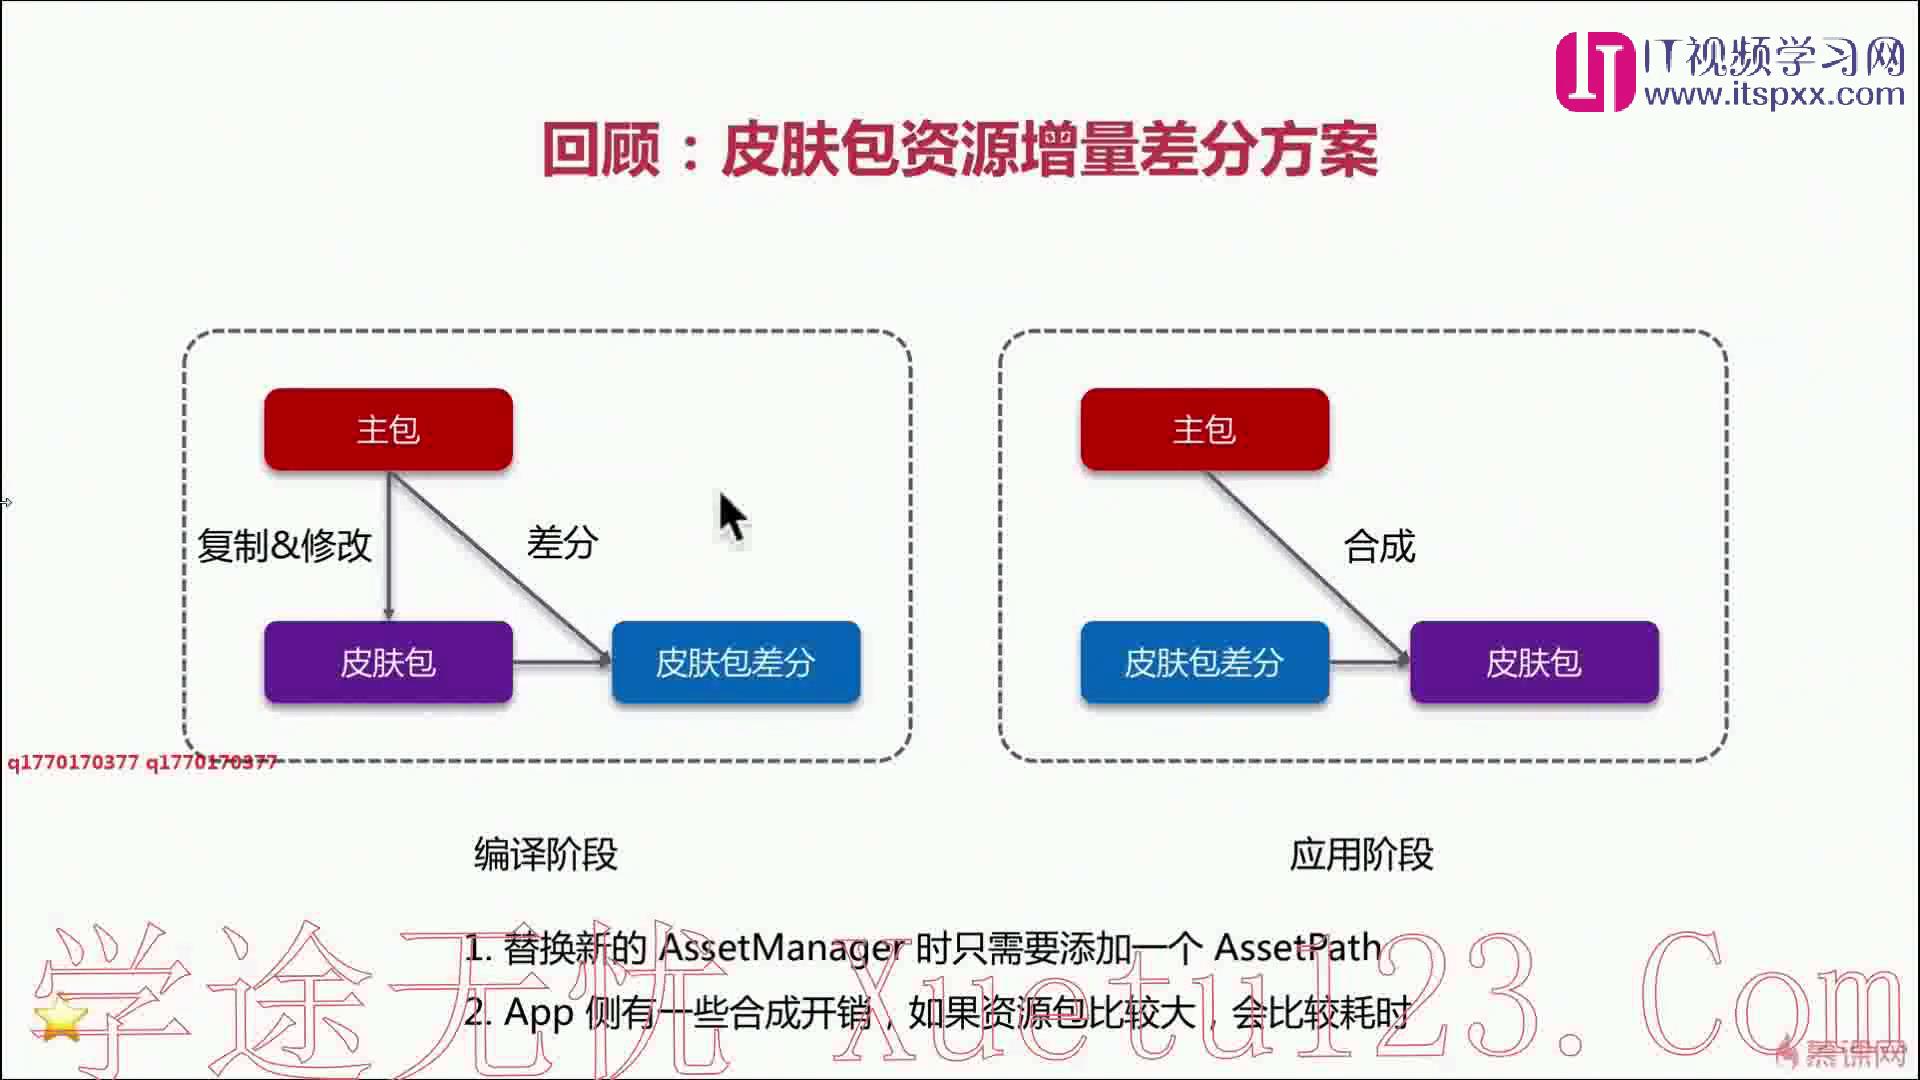 IT视频学习网
www.itspxx.com
回顾：皮肤包资源增量差分方案
主包
复制&修改
差分
皮肤包
皮肤包差分
主包
合成
皮肤包差分
皮肤包
q1770170377 q1770170377
编译阶段
应用阶段
1. 替换新的 AssetManager 时只需要添加一个 AssetPath
2. App 侧有一些合成开销，如果资源包比较大，会比较耗时
学途无忧 Xuetu123.Com
慕课网